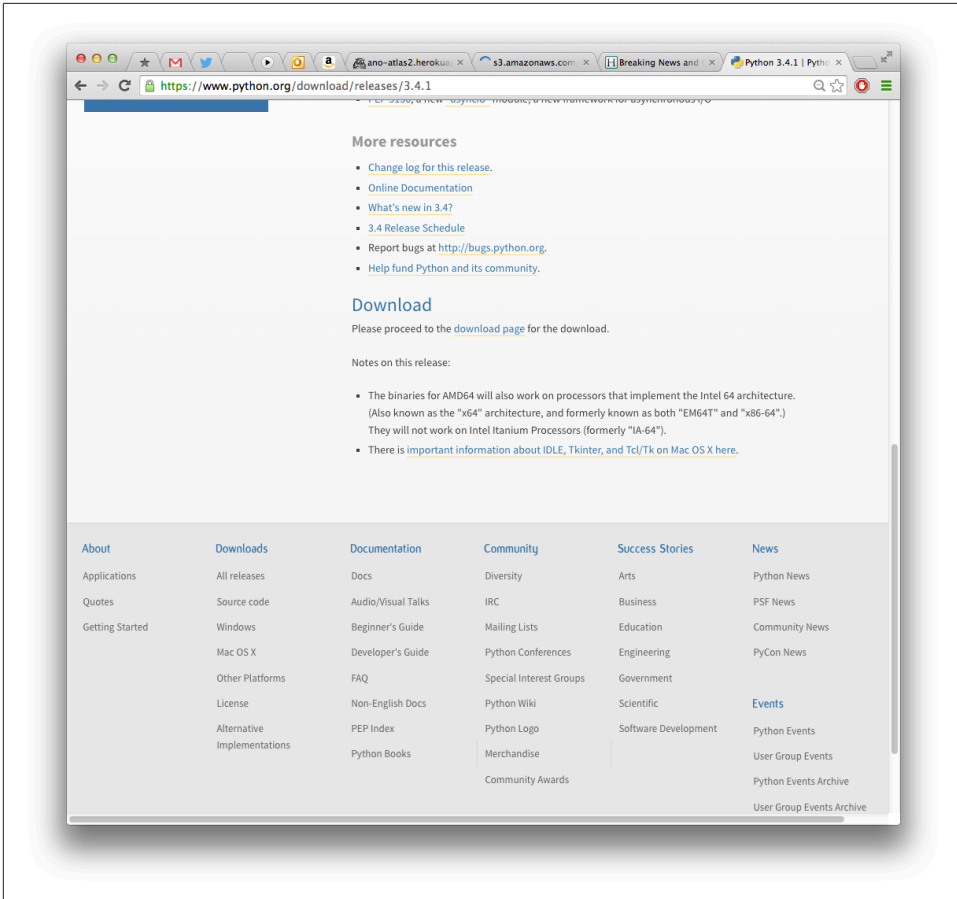 ano-atlas2.herokuap
s3.amazonaws.com
Breaking News and
Python 3.4.1 | Pytho
https://www.python.org/download/releases/3.4.1
PEP 3156, a new "asyncio" module, a new framework for asynchronous I/O
More resources
Change log for this release.
Online Documentation
What's new in 3.4?
3.4 Release Schedule
Report bugs at http://bugs.python.org.
Help fund Python and its community.
Download
Please proceed to the download page for the download.
Notes on this release:
The binaries for AMD64 will also work on processors that implement the Intel 64 architecture.
(Also known as the "x64" architecture, and formerly known as both "EM64T" and "x86-64".)
They will not work on Intel Itanium Processors (formerly "IA-64").
There is important information about IDLE, Tkinter, and Tcl/Tk on Mac OS X here.
About
Applications
Quotes
Getting Started
Downloads
All releases
Source code
Windows
Mac OS X
Other Platforms
License
Alternative
Implementations
Documentation
Docs
Audio/Visual Talks
Beginner's Guide
Developer's Guide
FAQ
Non-English Docs
PEP Index
Python Books
Community
Diversity
IRC
Mailing Lists
Python Conferences
Special Interest Groups
Python Wiki
Python Logo
Merchandise
Community Awards
Success Stories
Arts
Business
Education
Engineering
Government
Scientific
Software Development
News
Python News
PSF News
Community News
PyCon News
Events
Python Events
User Group Events
Python Events Archive
User Group Events Archive